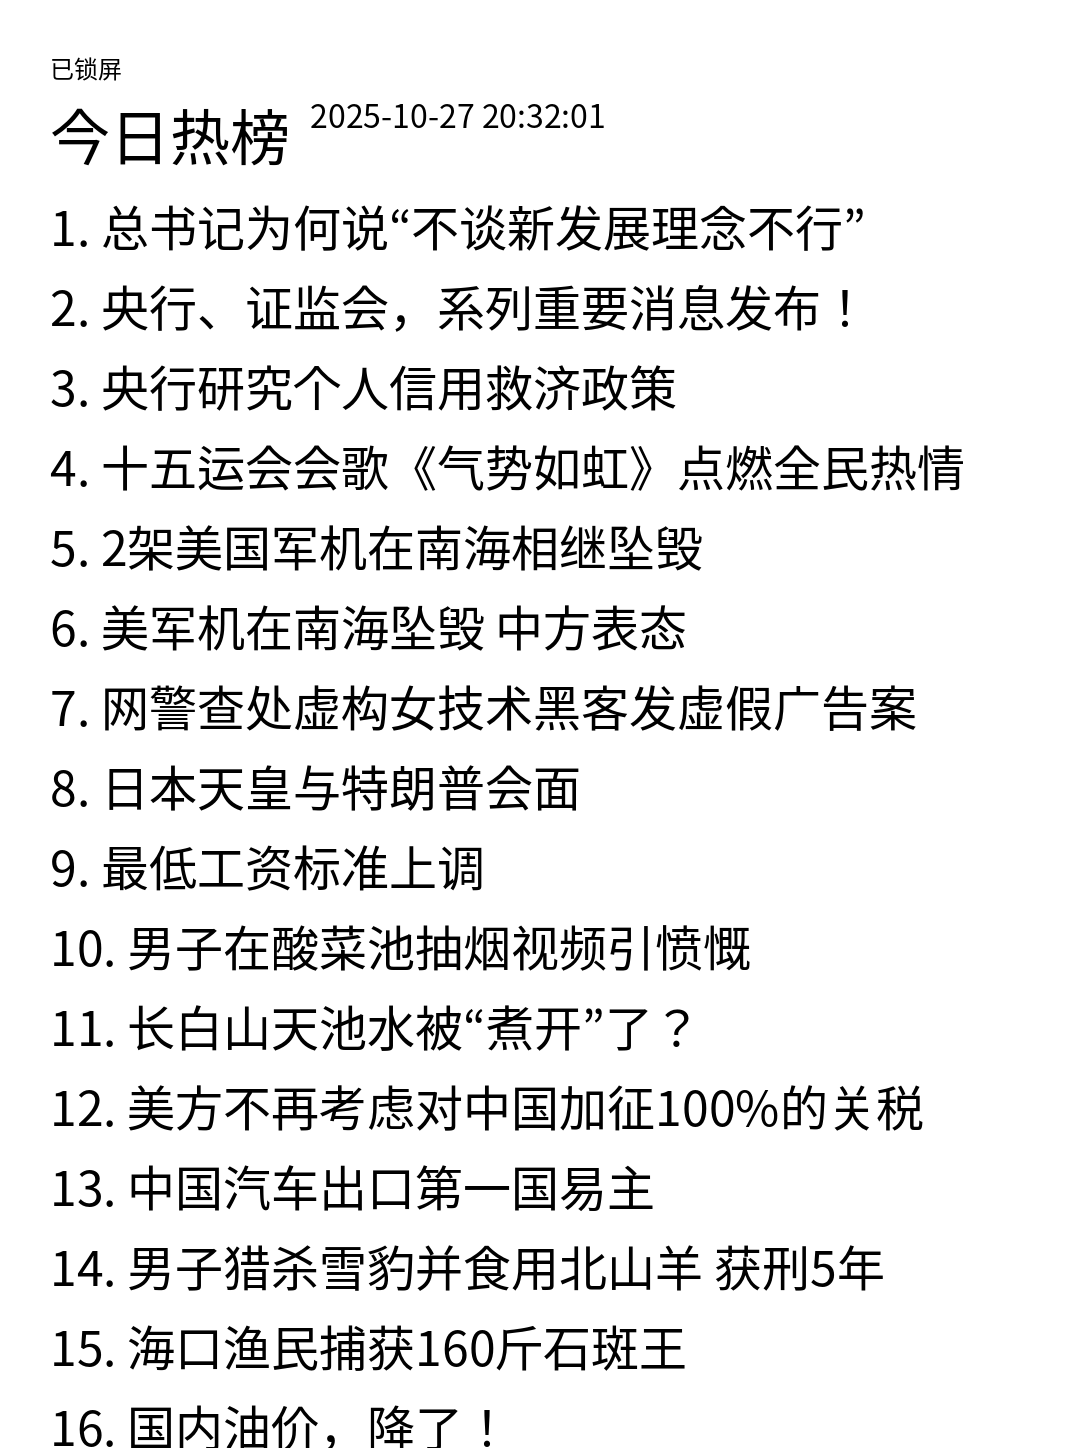 已锁屏
今日热榜 2025-10-27 20:32:01
1. 总书记为何说“不谈新发展理念不行”
2. 央行、证监会，系列重要消息发布！
3. 央行研究个人信用救济政策
4. 十五运会会歌《气势如虹》点燃全民热情
5. 2架美国军机在南海相继坠毁
6. 美军机在南海坠毁 中方表态
7. 网警查处虚构女技术黑客发虚假广告案
8. 日本天皇与特朗普会面
9. 最低工资标准上调
10. 男子在酸菜池抽烟视频引愤慨
11. 长白山天池水被“煮开”了？
12. 美方不再考虑对中国加征100%的关税
13. 中国汽车出口第一国易主
14. 男子猎杀雪豹并食用北山羊 获刑5年
15. 海口渔民捕获160斤石斑王
16. 国内油价，降了！